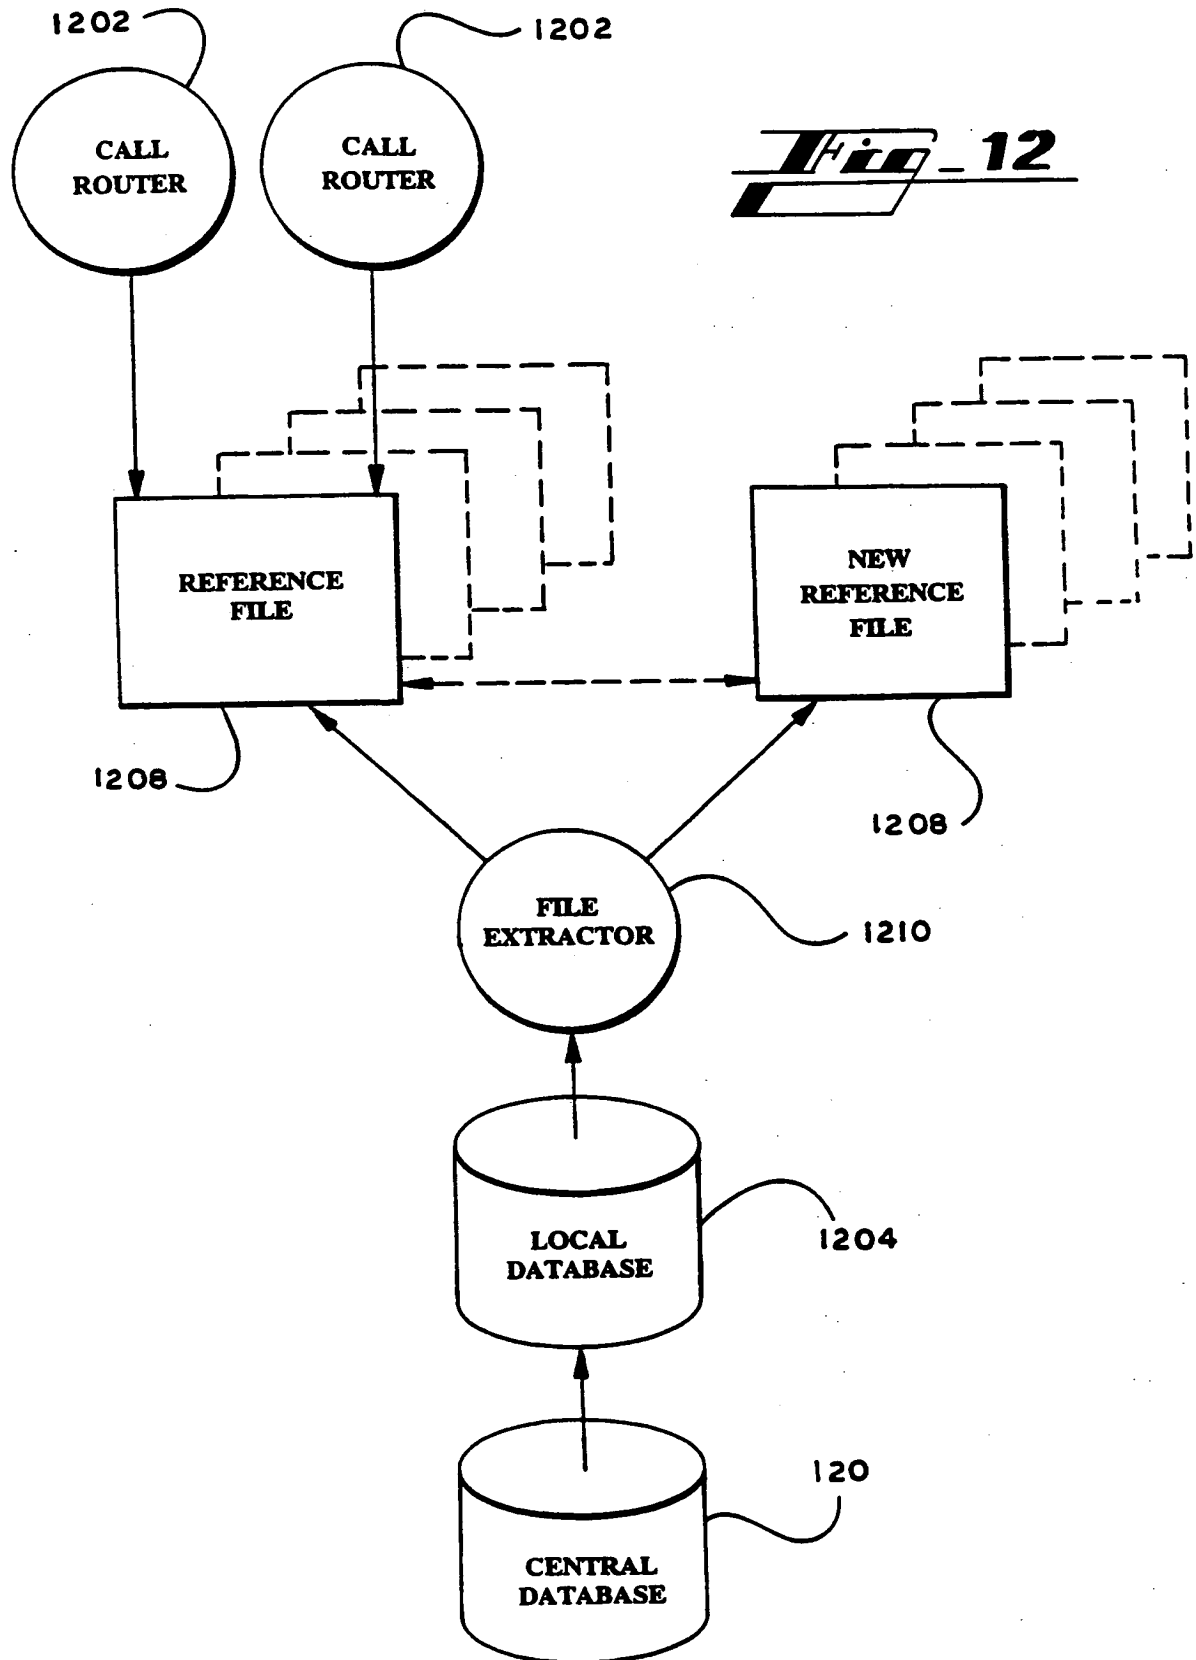 1202
1202
CALL
ROUTER
CALL
ROUTER
Fig_12
REFERENCE
FILE
NEW
REFERENCE
FILE
1208
1208
FILE
EXTRACTOR
1210
LOCAL
DATABASE
1204
120
CENTRAL
DATABASE